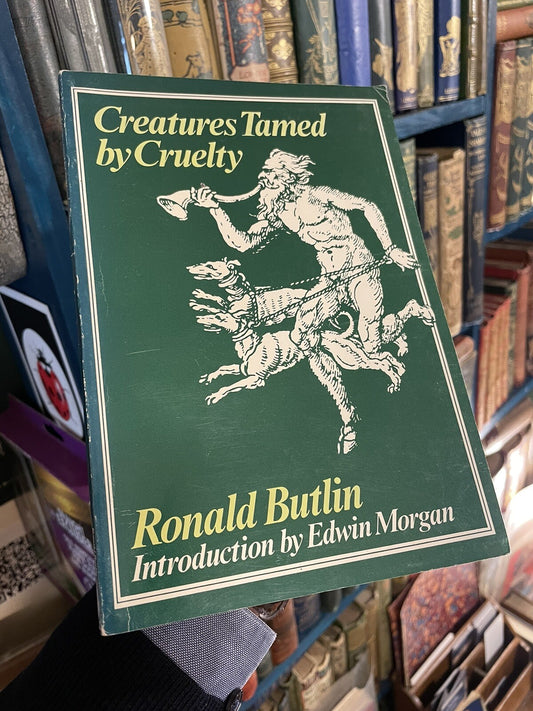 Creatures Tamed
by Cruelty
Ronald Butlin
Introduction by Edwin Morgan